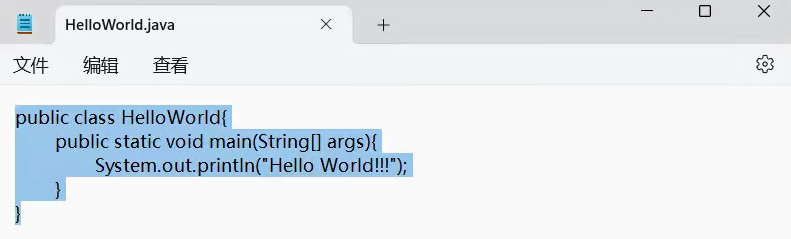 HelloWorld.java
文件 编辑 查看
public class HelloWorld{
public static void main(String[] args){
System.out.println("Hello World!!!");
}
}